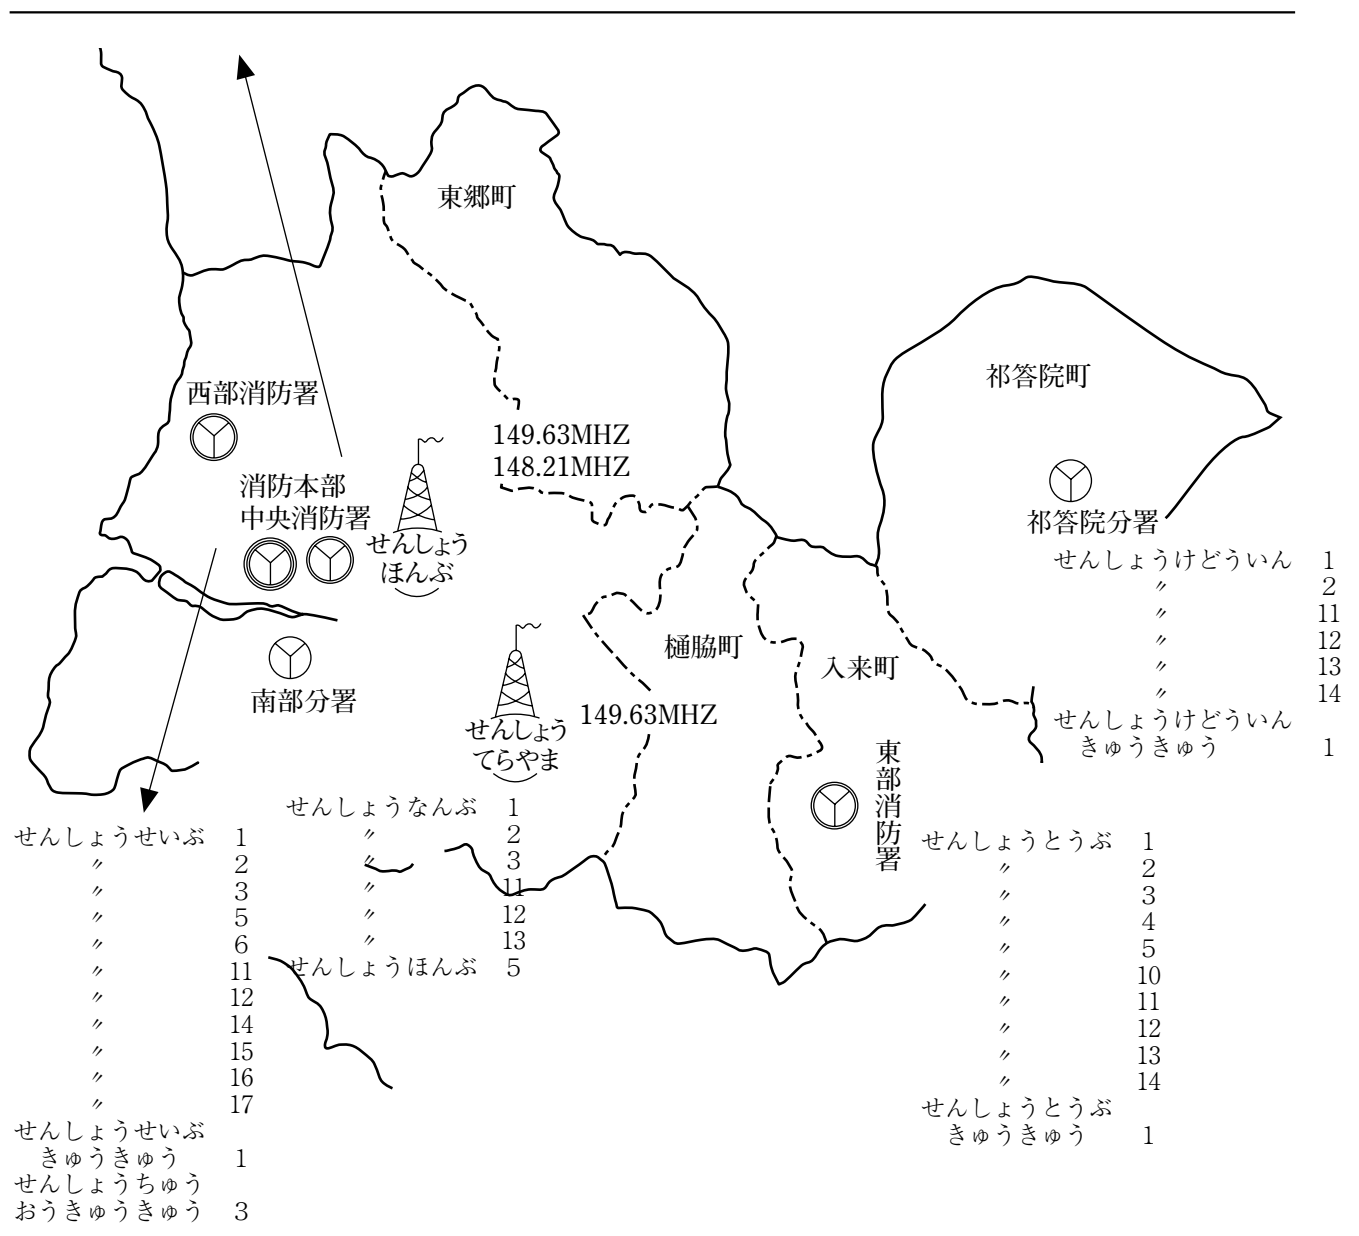 東郷町
祁答院町
西部消防署
149.63MHZ
148.21MHZ
消防本部
中央消防署
せんしょう
ほんぶ
祁答院分署
せんしょうけどういん 1
〃 2
〃 11
〃 12
〃 13
〃 14
せんしょうけどういん
きゅうきゅう 1
樋脇町
入来町
南部分署
せんしょう
てらやま
149.63MHZ
東部消防署
せんしょうなんぶ 1
〃 2
〃 3
〃 11
〃 12
〃 13
せんしょうほんぶ 5
せんしょうせいぶ 1
〃 2
〃 3
〃 5
〃 6
〃 11
〃 12
〃 14
〃 15
〃 16
〃 17
せんしょうせいぶ
きゅうきゅう 1
せんしょうちゅう
おうきゅうきゅう 3
せんしょうとうぶ 1
〃 2
〃 3
〃 4
〃 5
〃 10
〃 11
〃 12
〃 13
〃 14
せんしょうとうぶ
きゅうきゅう 1